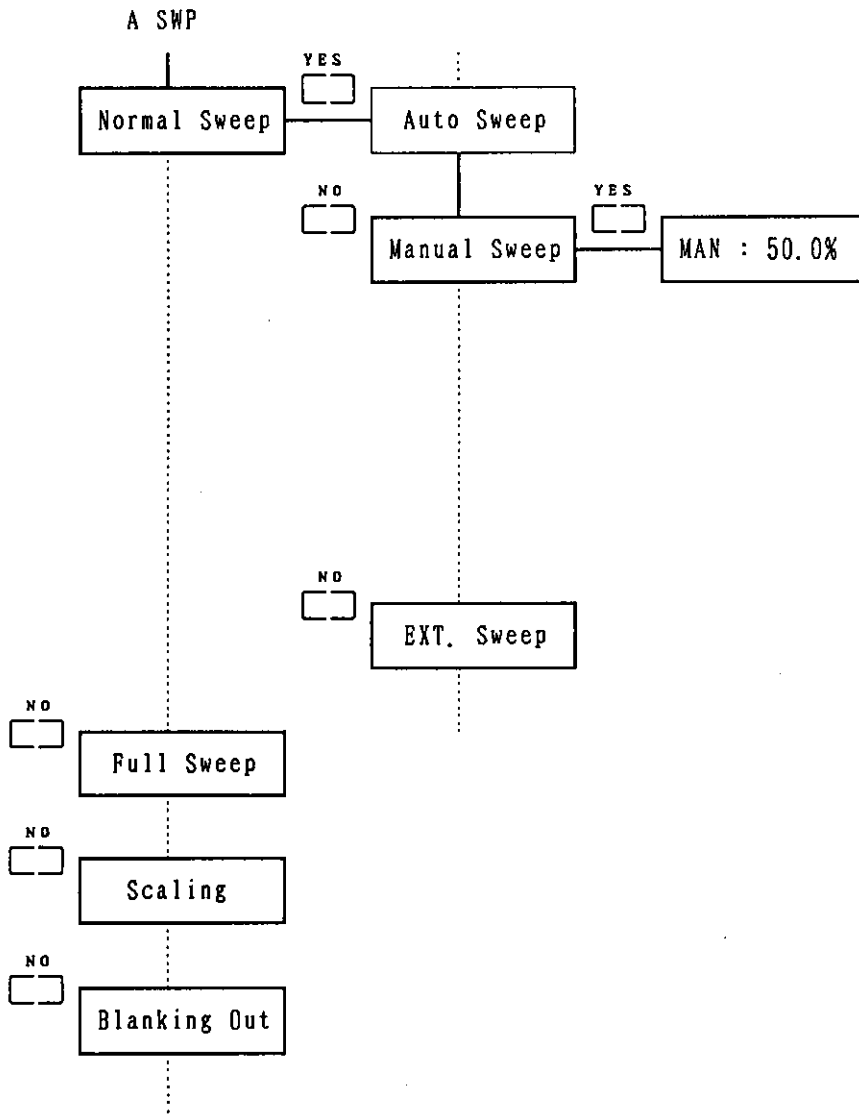 A SWP
YES
Normal Sweep
Auto Sweep
NO
YES
Manual Sweep
MAN : 50.0%
NO
EXT. Sweep
NO
Full Sweep
NO
Scaling
NO
Blanking Out